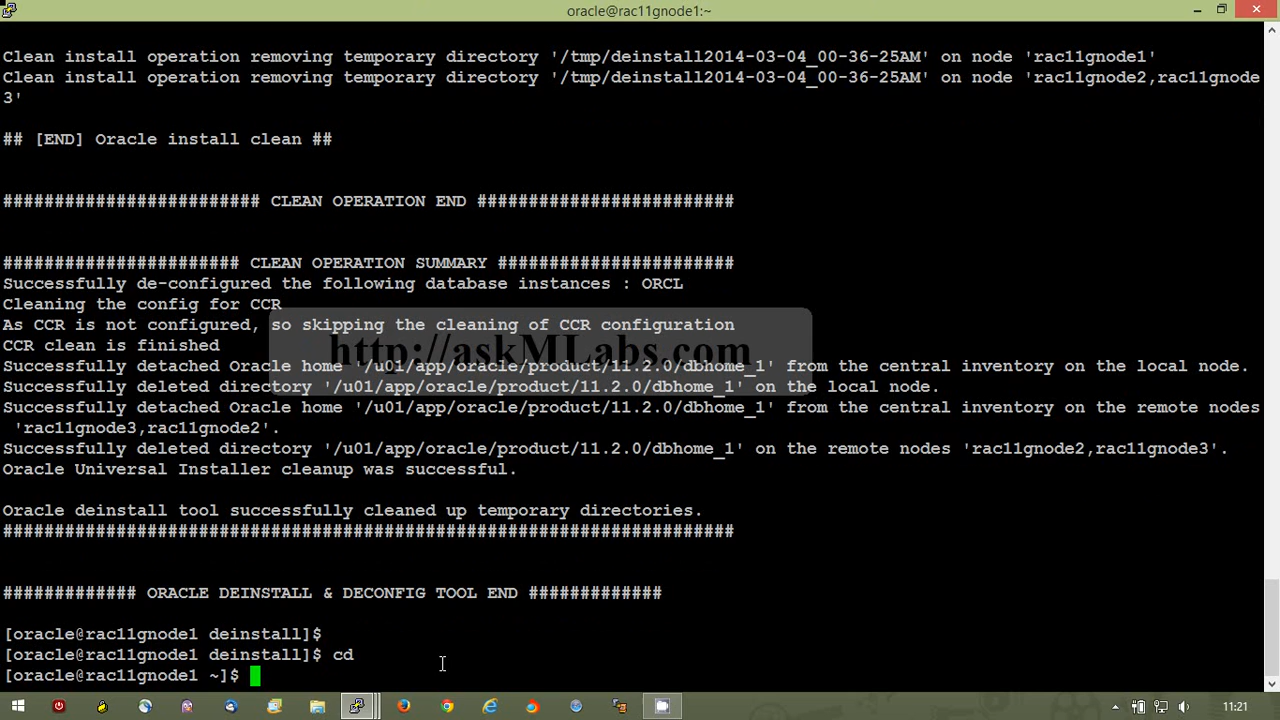 oracle@rac11gnode1:~
Clean install operation removing temporary directory '/tmp/deinstall2014-03-04_00-36-25AM' on node 'rac11gnode1'
Clean install operation removing temporary directory '/tmp/deinstall2014-03-04_00-36-25AM' on node 'rac11gnode2,rac11gnode
3'
## [END] Oracle install clean ##
######################### CLEAN OPERATION END #########################
####################### CLEAN OPERATION SUMMARY #######################
Successfully de-configured the following database instances : ORCL
Cleaning the config for CCR
As CCR is not configured, so skipping the cleaning of CCR configuration
http://askMLabs.com
CCR clean is finished
Successfully detached Oracle home '/u01/app/oracle/product/11.2.0/dbhome_1' from the central inventory on the local node.
Successfully deleted directory '/u01/app/oracle/product/11.2.0/dbhome_1' on the local node.
Successfully detached Oracle home '/u01/app/oracle/product/11.2.0/dbhome_1' from the central inventory on the remote nodes
'rac11gnode3,rac11gnode2'.
Successfully deleted directory '/u01/app/oracle/product/11.2.0/dbhome_1' on the remote nodes 'rac11gnode2,rac11gnode3'.
Oracle Universal Installer cleanup was successful.
Oracle deinstall tool successfully cleaned up temporary directories.
#######################################################################
############# ORACLE DEINSTALL & DECONFIG TOOL END #############
[oracle@rac11gnode1 deinstall]$
[oracle@rac11gnode1 deinstall]$ cd
[oracle@rac11gnode1 ~]$
11:21